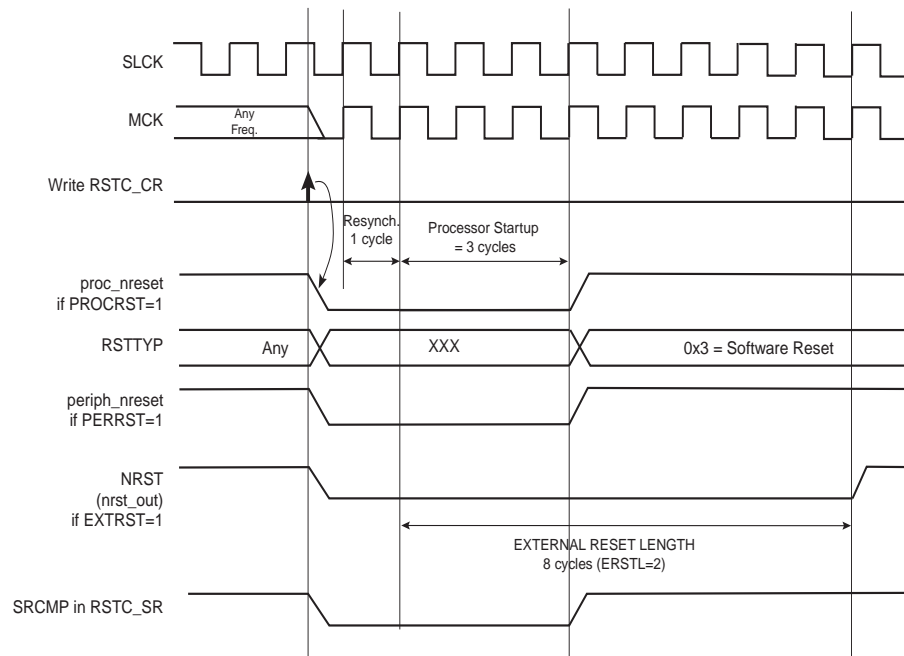 SLCK
MCK
Any
Freq.
Write RSTC_CR
Resynch.
1 cycle
Processor Startup
= 3 cycles
proc_nreset
if PROCRST=1
RSTTYP
Any
XXX
0x3 = Software Reset
periph_nreset
if PERRST=1
NRST
(nrst_out)
if EXTRST=1
EXTERNAL RESET LENGTH
8 cycles (ERSTL=2)
SRCMP in RSTC_SR